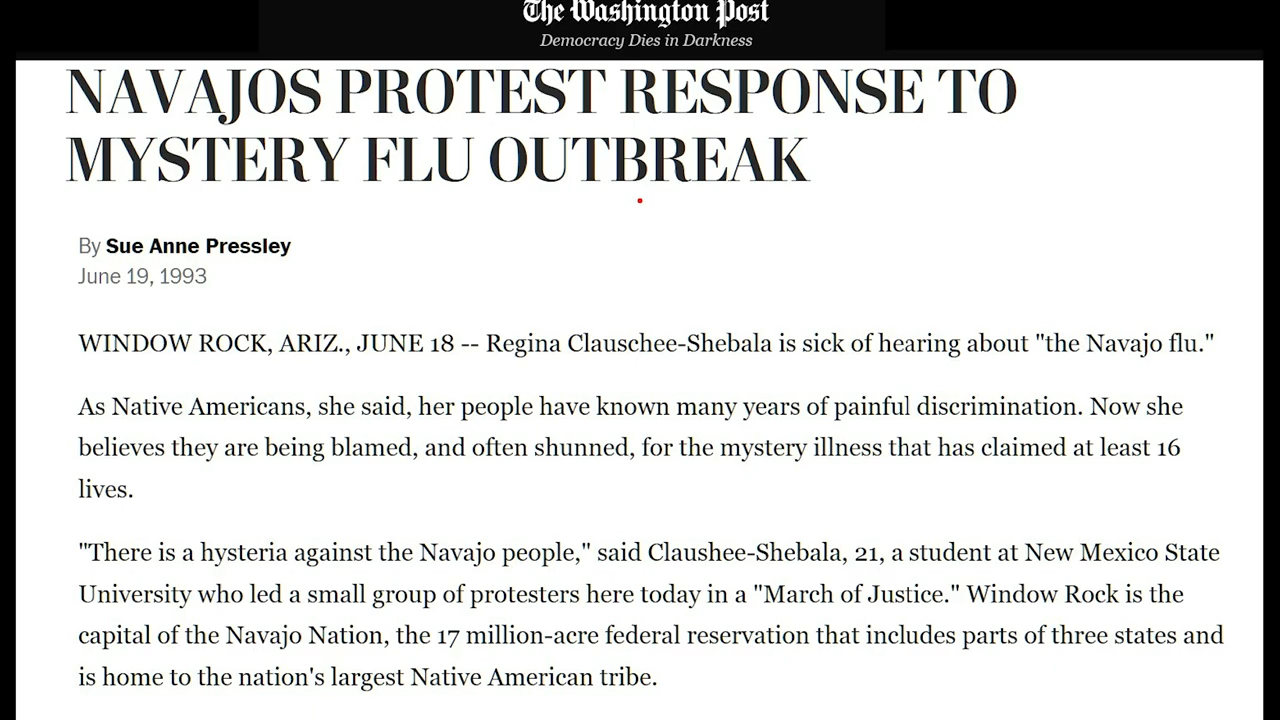 The Washington Post
Democracy Dies in Darkness
NAVAJOS PROTEST RESPONSE TO
MYSTERY FLU OUTBREAK
By Sue Anne Pressley
June 19, 1993
WINDOW ROCK, ARIZ., JUNE 18 -- Regina Clauschee-Shebala is sick of hearing about "the Navajo flu."
As Native Americans, she said, her people have known many years of painful discrimination. Now she
believes they are being blamed, and often shunned, for the mystery illness that has claimed at least 16
lives.
"There is a hysteria against the Navajo people," said Claushee-Shebala, 21, a student at New Mexico State
University who led a small group of protesters here today in a "March of Justice." Window Rock is the
capital of the Navajo Nation, the 17 million-acre federal reservation that includes parts of three states and
is home to the nation's largest Native American tribe.